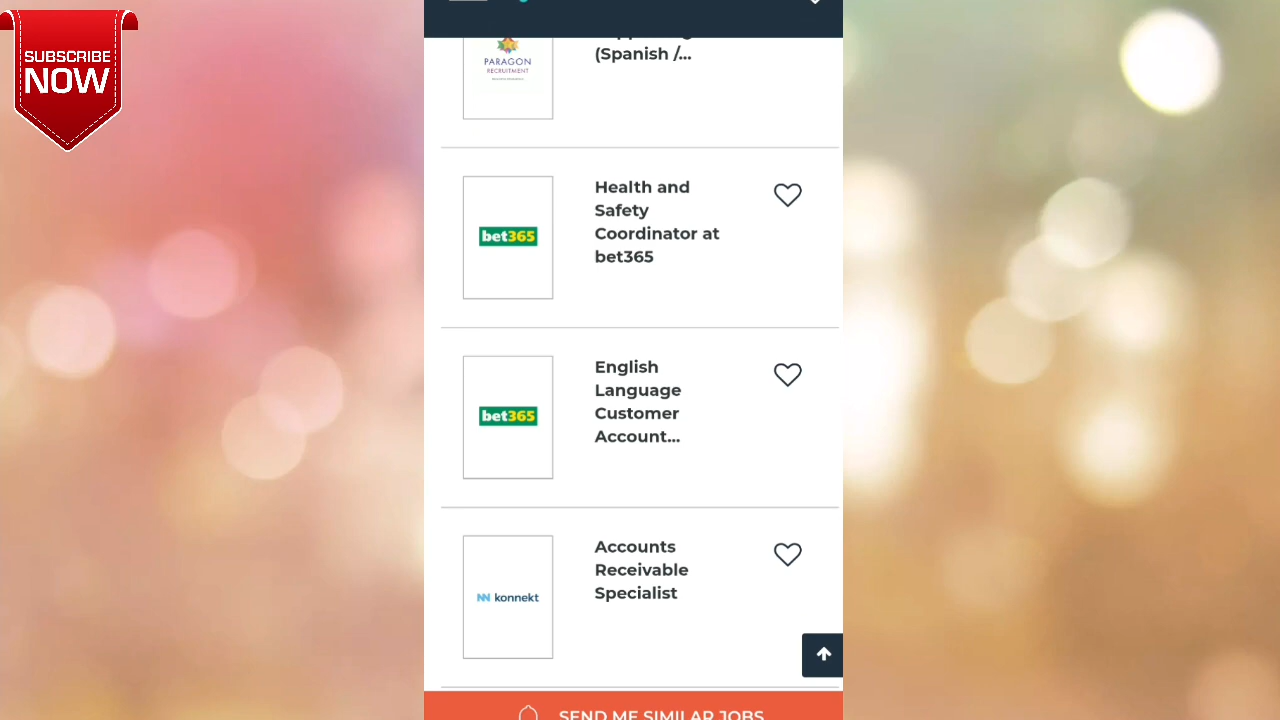 SUBSCRIBE
NOW
(Spanish /...
PARAGON
RECRUITMENT
bet365
Health and
Safety
Coordinator at
bet365
bet365
English
Language
Customer
Account...
konnekt
Accounts
Receivable
Specialist
SEND ME SIMILAR JOBS